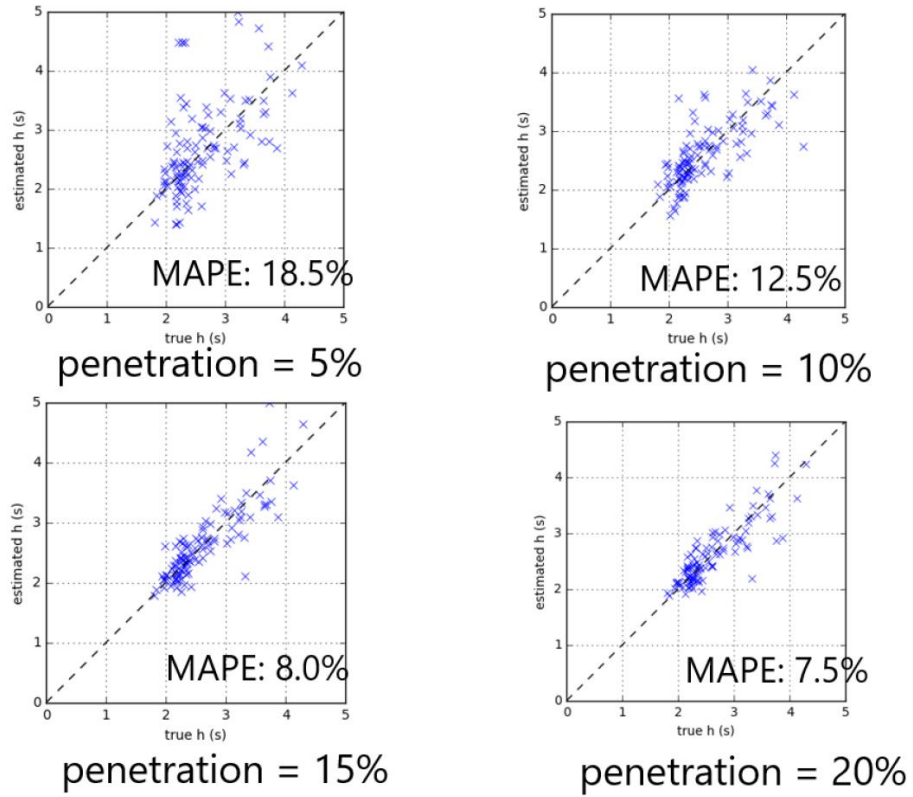 5
4
3
2
1
0
estimated h (s)
MAPE: 18.5%
0 1 2 3 4 5
true h (s)
penetration = 5%
5
4
3
2
1
0
estimated h (s)
MAPE: 12.5%
0 1 2 3 4 5
true h (s)
penetration = 10%
5
4
3
2
1
0
estimated h (s)
MAPE: 8.0%
0 1 2 3 4 5
true h (s)
penetration = 15%
5
4
3
2
1
0
estimated h (s)
MAPE: 7.5%
0 1 2 3 4 5
true h (s)
penetration = 20%